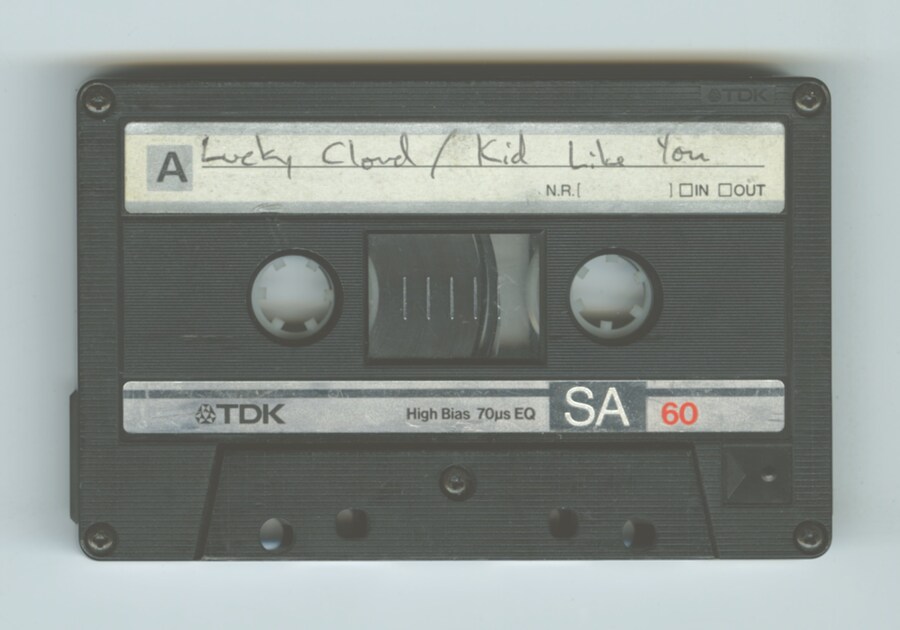 TDK
A Lucky Cloud / Kid Like You
N.R.[ ] ☐IN ☐OUT
TDK High Bias 70µs EQ SA 60